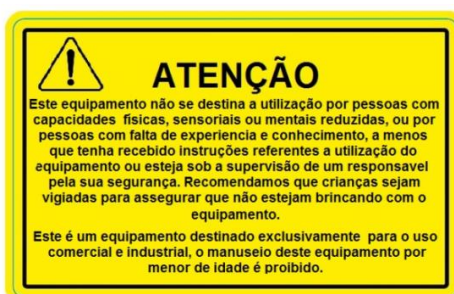 ATENÇÃO
Este equipamento não se destina a utilização por pessoas com
capacidades físicas, sensoriais ou mentais reduzidas, ou por
pessoas com falta de experiencia e conhecimento, a menos
que tenha recebido instruções referentes a utilização do
equipamento ou esteja sob a supervisão de um responsavel
pela sua segurança. Recomendamos que crianças sejam
vigiadas para assegurar que não estejam brincando com o
equipamento.
Este é um equipamento destinado exclusivamente para o uso
comercial e industrial, o manuseio deste equipamento por
menor de idade é proibido.